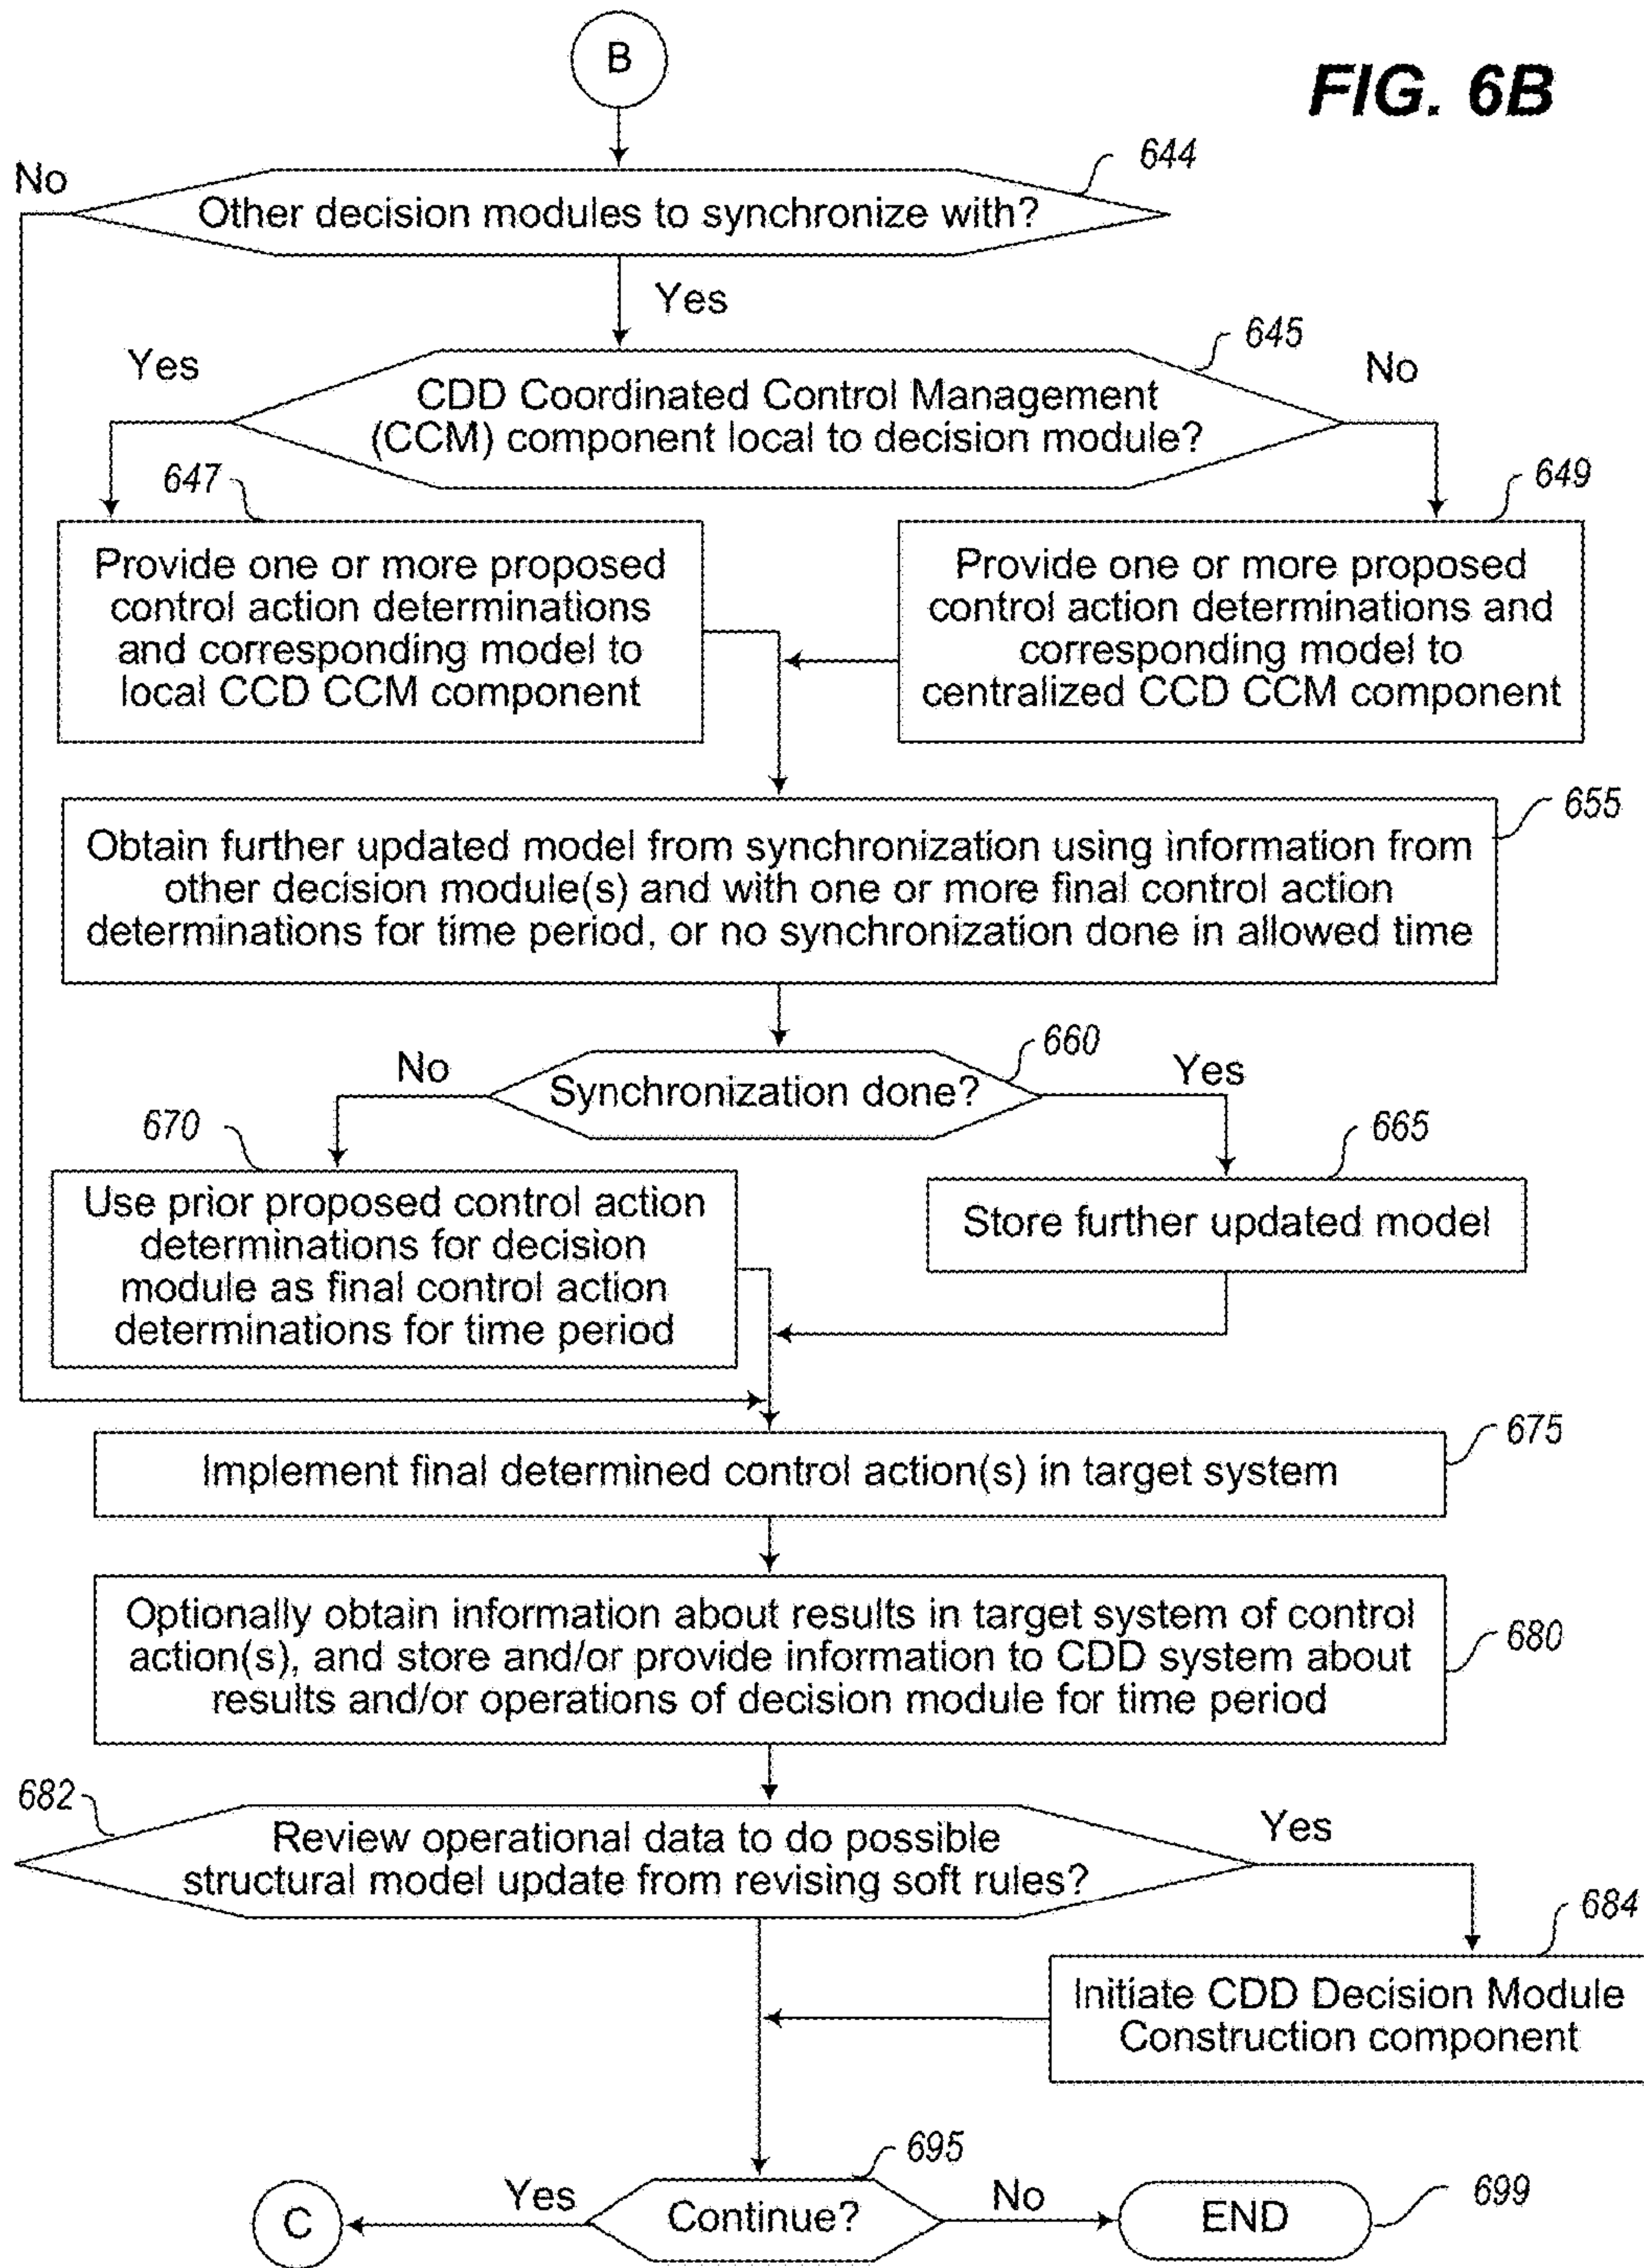 B
FIG. 6B
644
No
Other decision modules to synchronize with?
Yes
645
Yes
No
CDD Coordinated Control Management
(CCM) component local to decision module?
647
649
Provide one or more proposed
control action determinations
and corresponding model to
local CCD CCM component
Provide one or more proposed
control action determinations and
corresponding model to
centralized CCD CCM component
655
Obtain further updated model from synchronization using information from
other decision module(s) and with one or more final control action
determinations for time period, or no synchronization done in allowed time
660
No
Yes
Synchronization done?
670
665
Use prior proposed control action
determinations for decision
module as final control action
determinations for time period
Store further updated model
675
Implement final determined control action(s) in target system
Optionally obtain information about results in target system of control
action(s), and store and/or provide information to CDD system about
results and/or operations of decision module for time period
680
682
Yes
Review operational data to do possible
structural model update from revising soft rules?
684
Initiate CDD Decision Module
Construction component
695
Yes
No
699
C
Continue?
END